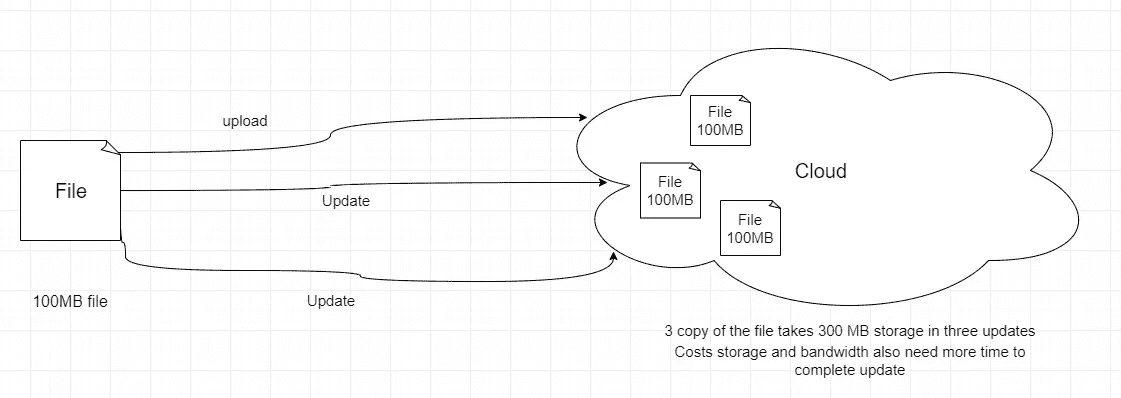 upload
File
100MB
File
Cloud
File
100MB
Update
File
100MB
100MB file
Update
3 copy of the file takes 300 MB storage in three updates
Costs storage and bandwidth also need more time to
complete update